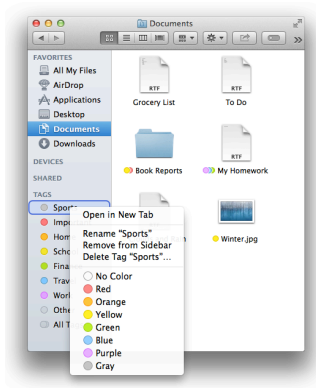 Documents
FAVORITES
All My Files
AirDrop
Applications
Desktop
Documents
Downloads
DEVICES
SHARED
TAGS
Sports
Home
RTF
Grocery List
RTF
To Do
Book Reports
RTF
My Homework
Winter.jpg
Open in New Tab
Rename "Sports"
Remove from Sidebar
Delete Tag "Sports"...
No Color
Red
Orange
Yellow
Green
Blue
Purple
Gray